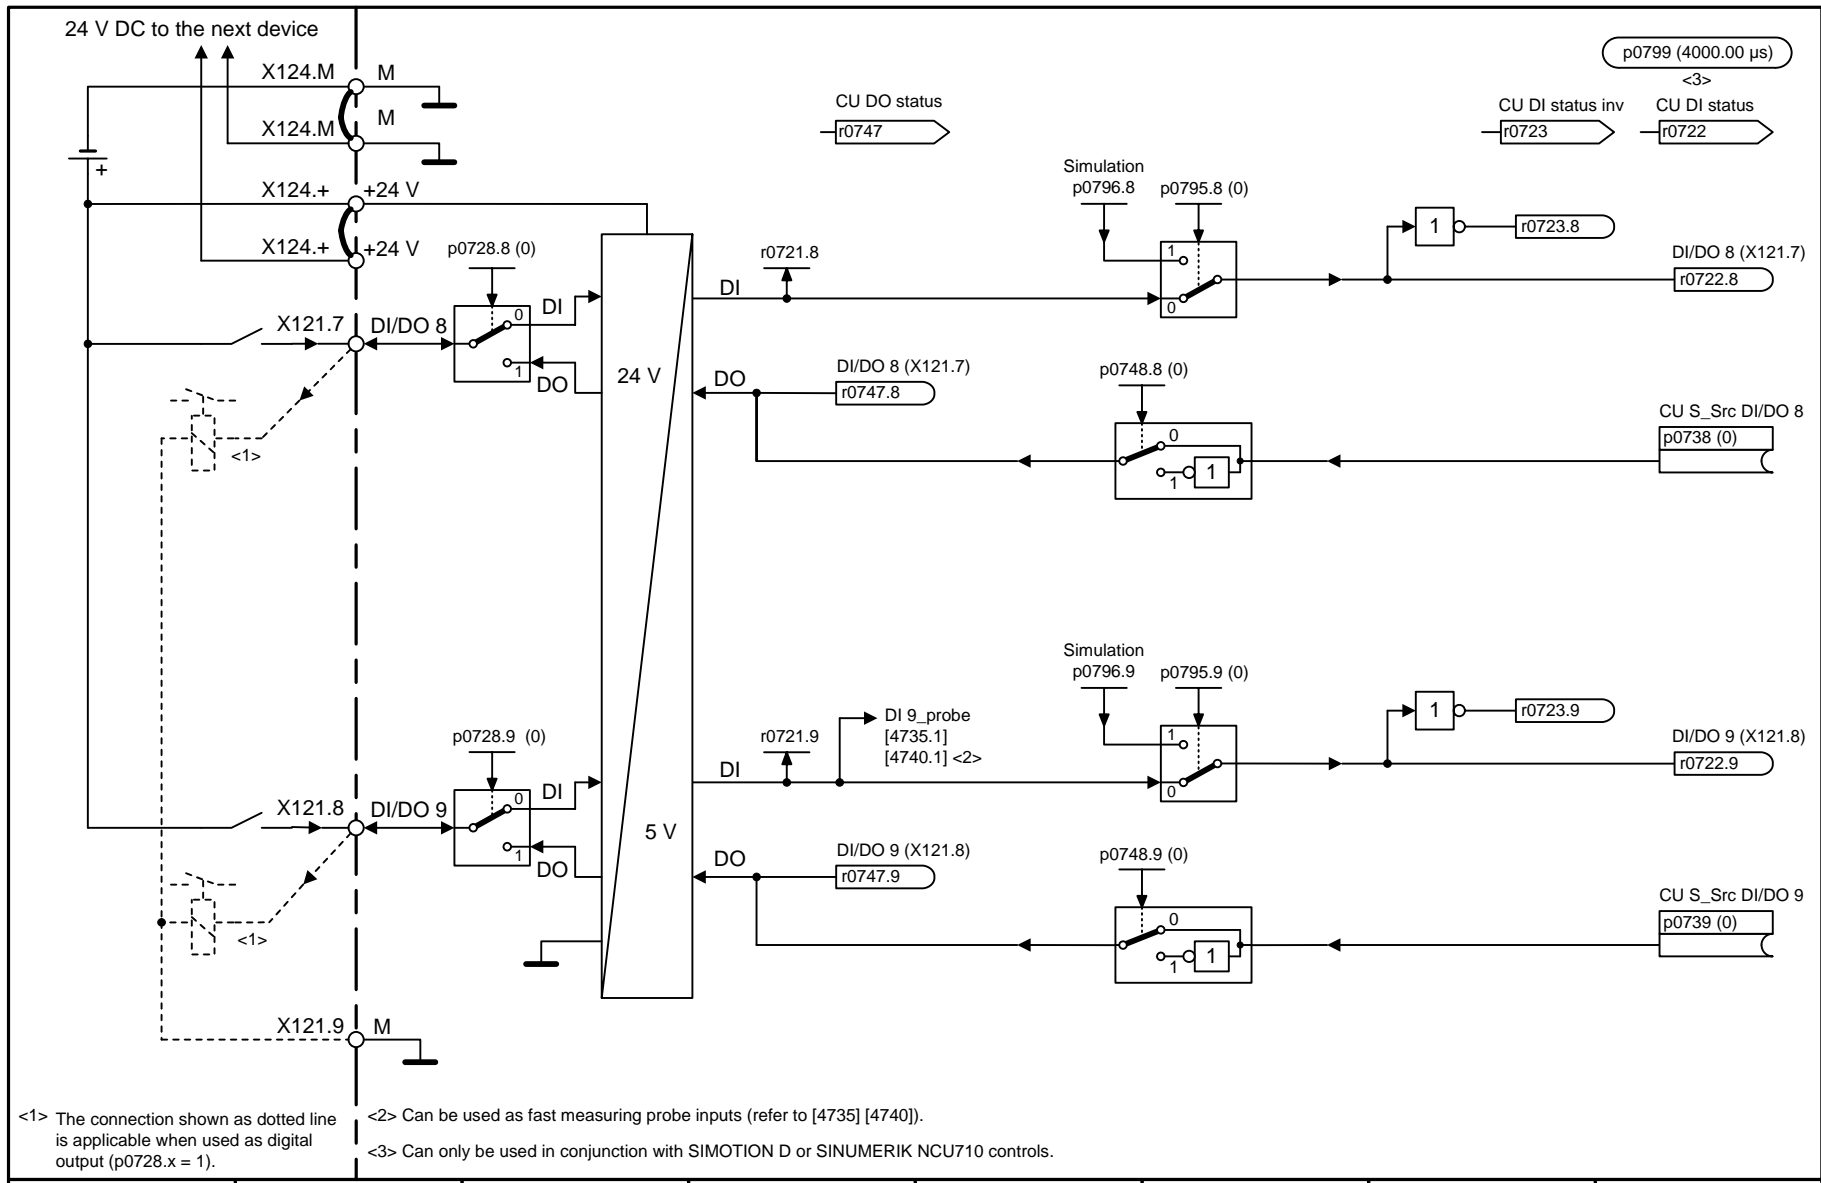 24 V DC to the next device
p0799 (4000.00 µs)
<3>
X124.M M
X124.M M
CU DO status
r0747
CU DI status inv
r0723
CU DI status
r0722
+
X124.+ +24 V
X124.+ +24 V
Simulation
p0796.8
p0795.8 (0)
1
0
1
r0723.8
DI/DO 8 (X121.7)
r0722.8
p0728.8 (0)
r0721.8
DI
X121.7 DI/DO 8
0
1
DI
DO
24 V
DO
DI/DO 8 (X121.7)
r0747.8
p0748.8 (0)
0
1
1
CU S_Src DI/DO 8
p0738 (0)
<1>
Simulation
p0796.9
p0795.9 (0)
1
0
1
r0723.9
DI/DO 9 (X121.8)
r0722.9
p0728.9 (0)
r0721.9
DI 9_probe
[4735.1]
[4740.1] <2>
DI
X121.8 DI/DO 9
0
1
DI
DO
5 V
DO
DI/DO 9 (X121.8)
r0747.9
p0748.9 (0)
0
1
1
CU S_Src DI/DO 9
p0739 (0)
<1>
X121.9 M
<1> The connection shown as dotted line
is applicable when used as digital
output (p0728.x = 1).
<2> Can be used as fast measuring probe inputs (refer to [4735] [4740]).
<3> Can only be used in conjunction with SIMOTION D or SINUMERIK NCU710 controls.